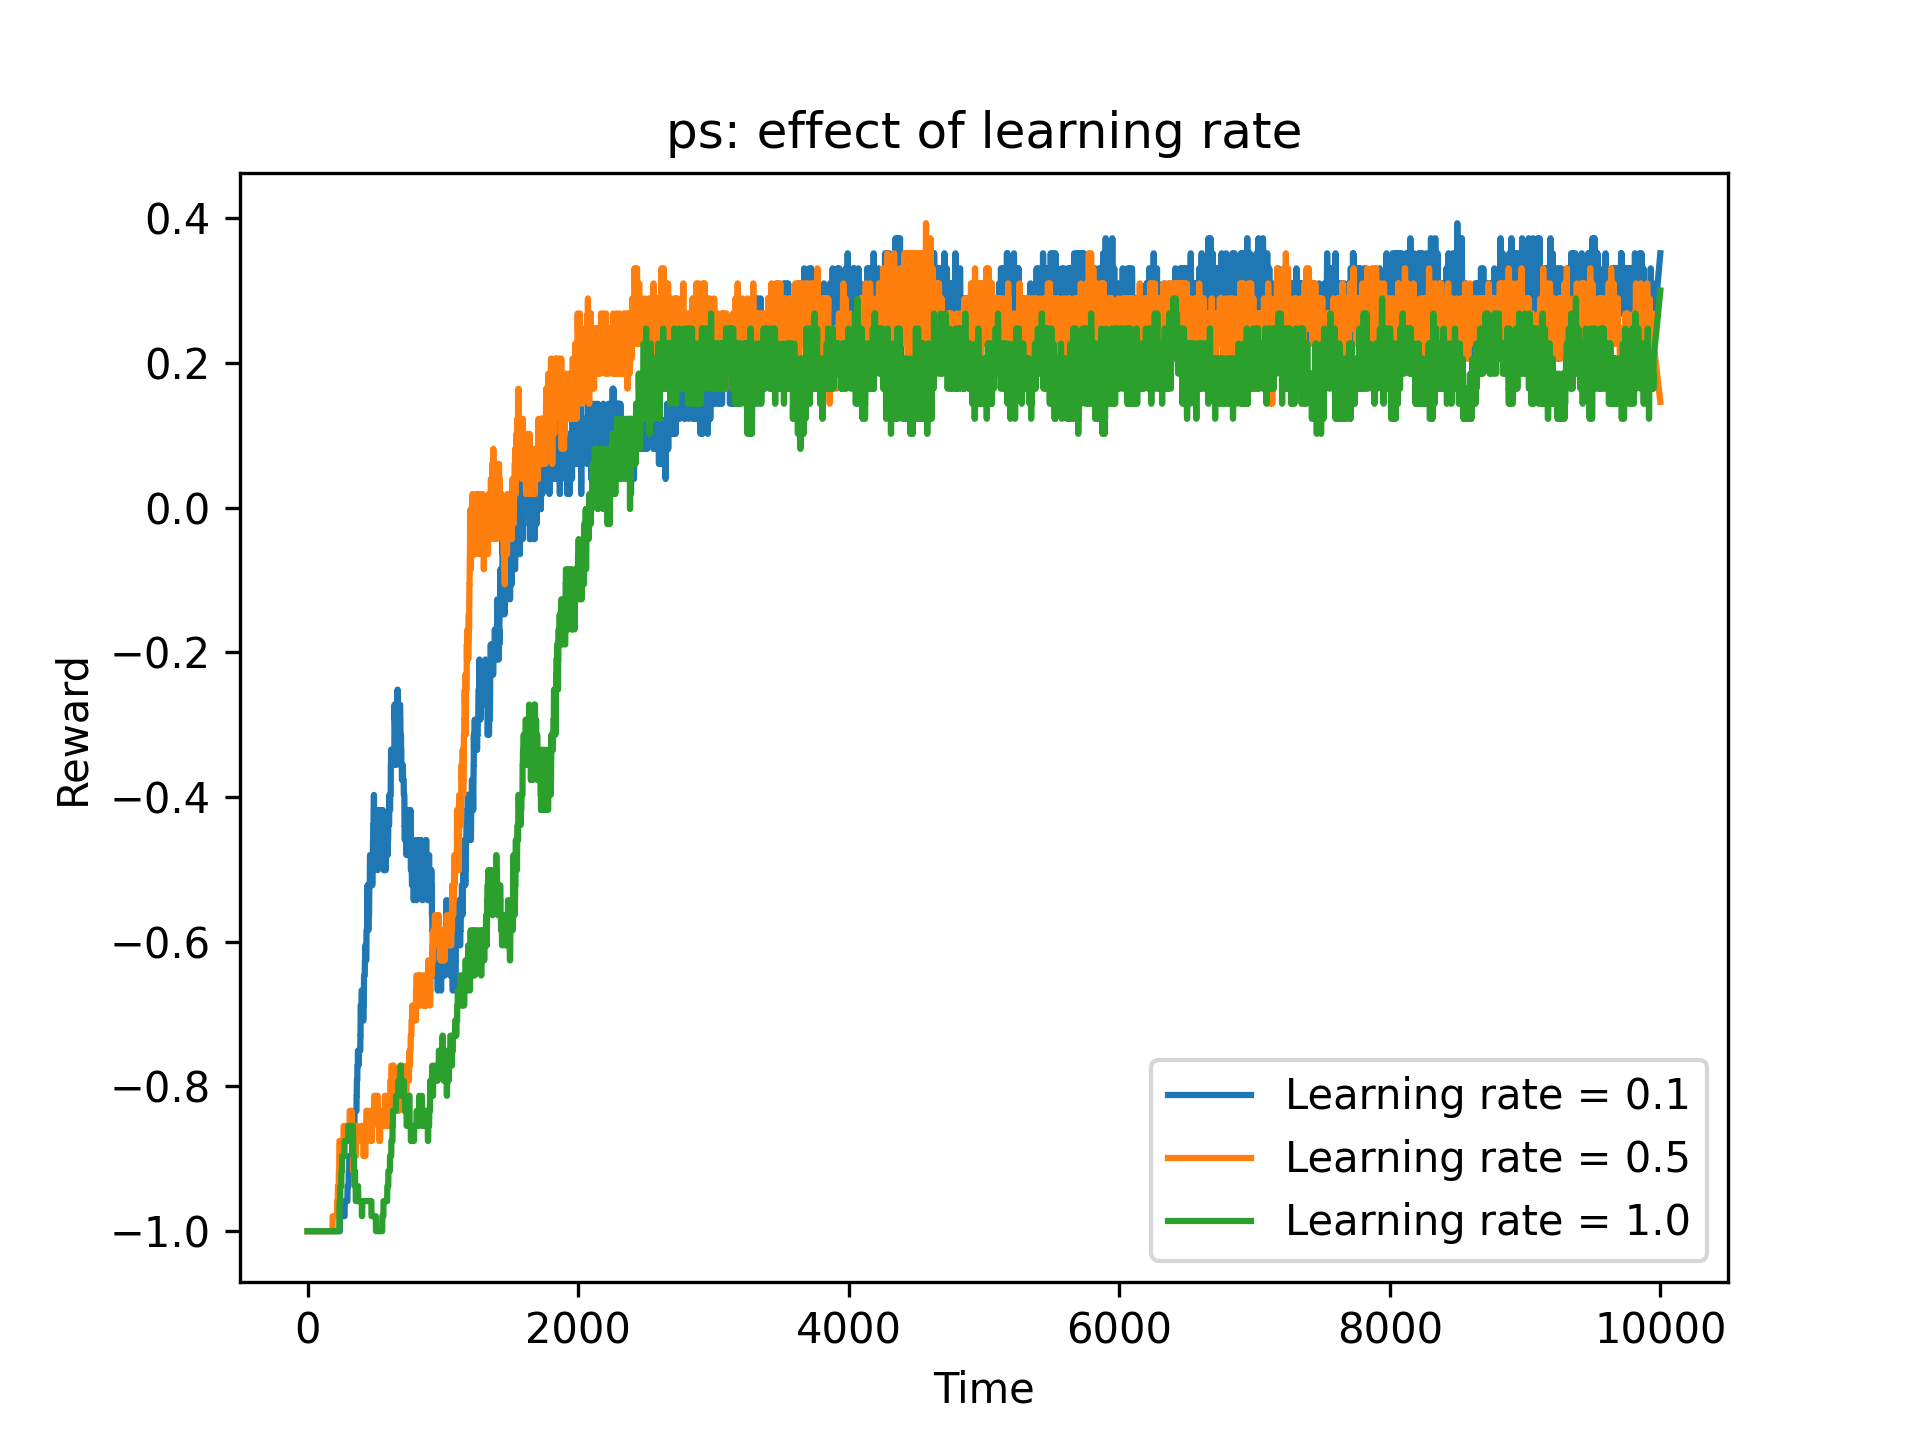 ps: effect of learning rate
0.4
0.2
0.0
−0.2
−0.4
−0.6
−0.8
−1.0
Reward
Learning rate = 0.1
Learning rate = 0.5
Learning rate = 1.0
0 2000 4000 6000 8000 10000
Time